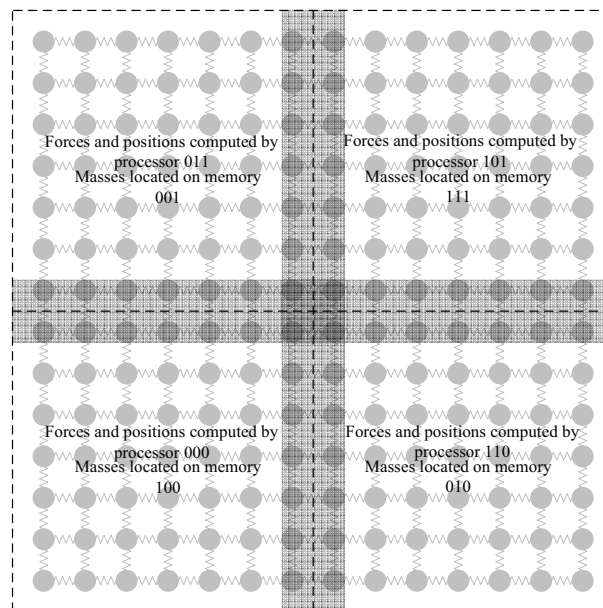 Forces and positions computed by
processor 011
Masses located on memory
001
Forces and positions computed by
processor 101
Masses located on memory
111
Forces and positions computed by
processor 000
Masses located on memory
100
Forces and positions computed by
processor 110
Masses located on memory
010